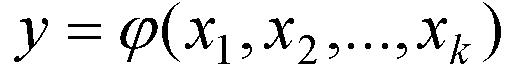 y = φ(x₁, x₂,..., xₖ)